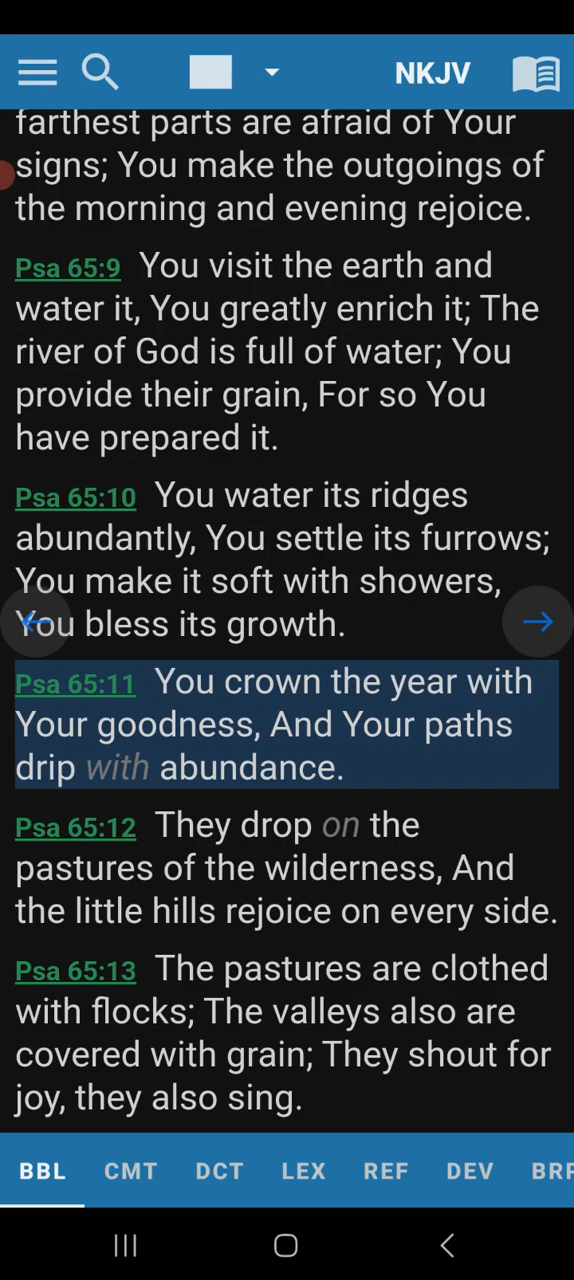 NKJV
farthest parts are afraid of Your
signs; You make the outgoings of
the morning and evening rejoice.
Psa 65:9 You visit the earth and
water it, You greatly enrich it; The
river of God is full of water; You
provide their grain, For so You
have prepared it.
Psa 65:10 You water its ridges
abundantly, You settle its furrows;
You make it soft with showers,
You bless its growth.
Psa 65:11 You crown the year with
Your goodness, And Your paths
drip with abundance.
Psa 65:12 They drop on the
pastures of the wilderness, And
the little hills rejoice on every side.
Psa 65:13 The pastures are clothed
with flocks; The valleys also are
covered with grain; They shout for
joy, they also sing.
BBL CMT DCT LEX REF DEV BRP